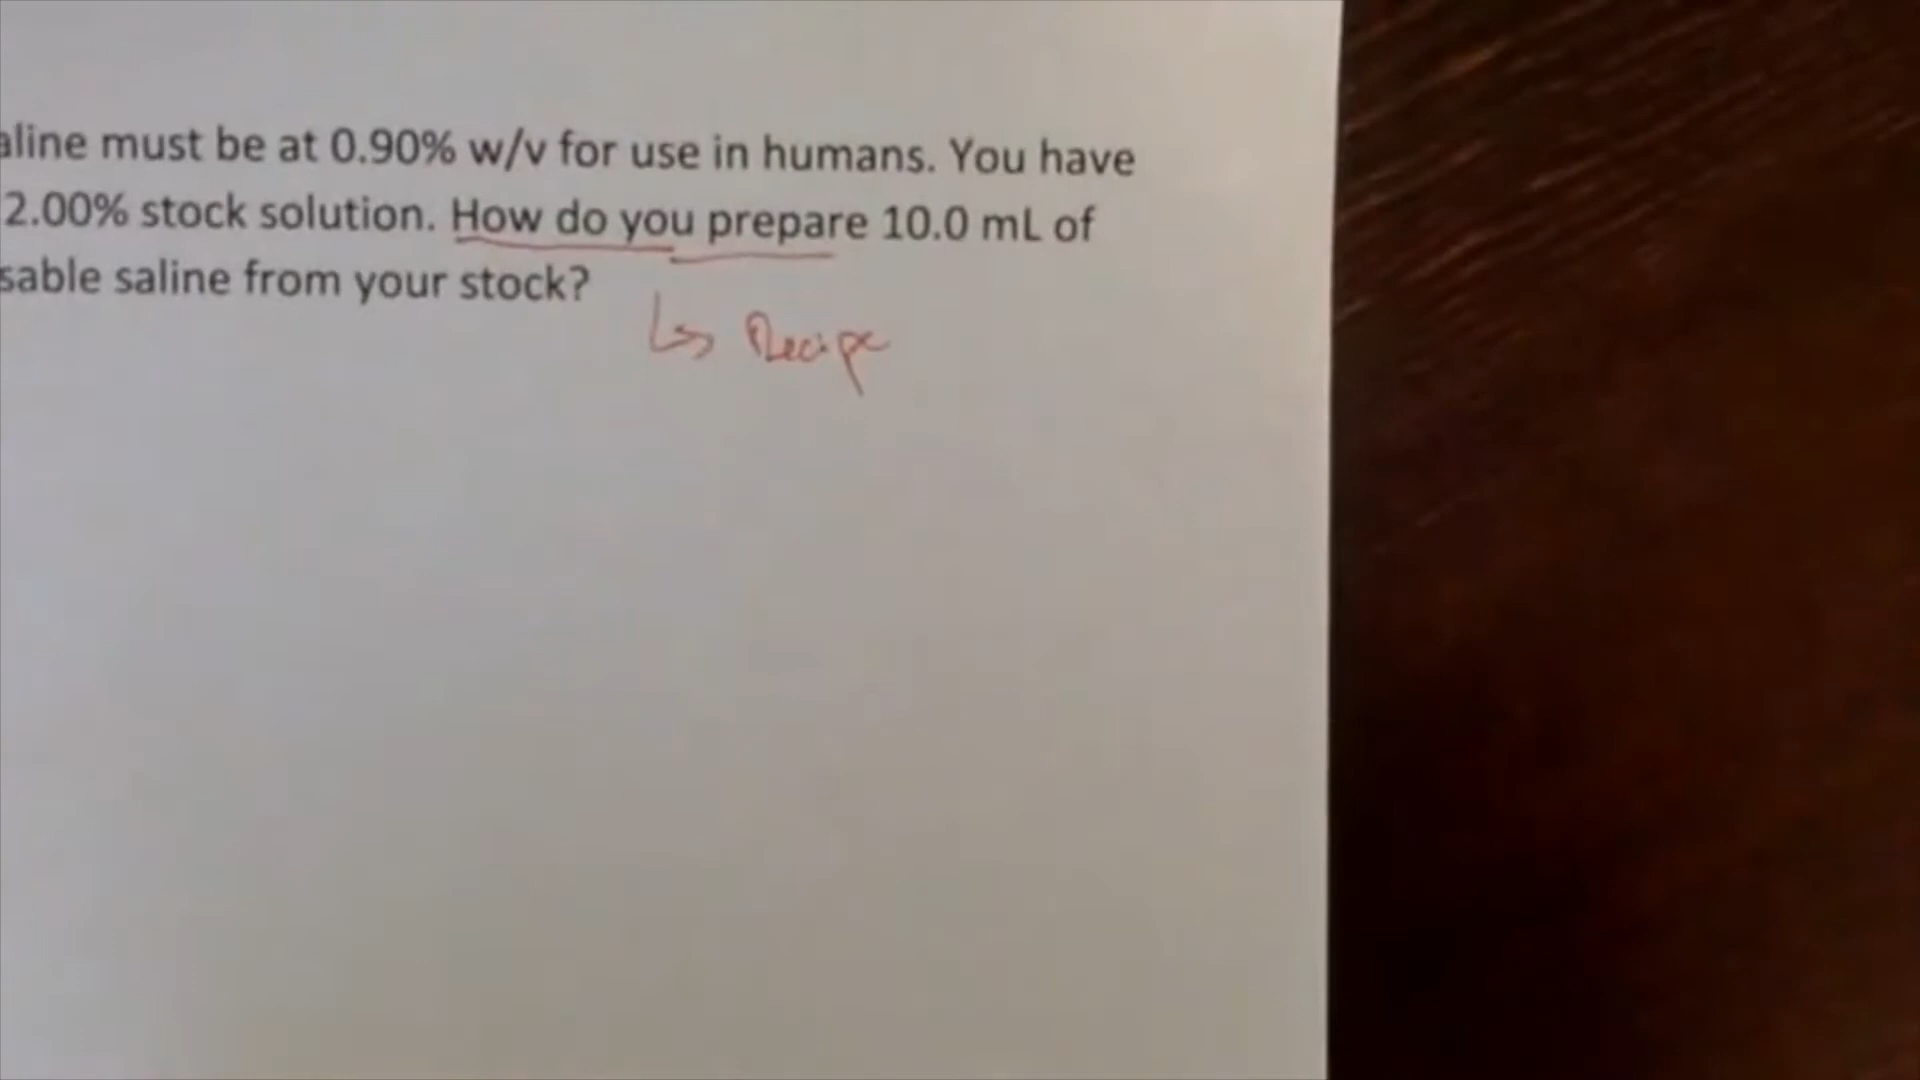 aline must be at 0.90% w/v for use in humans. You have
2.00% stock solution. How do you prepare 10.0 mL of
sable saline from your stock?
Recipe